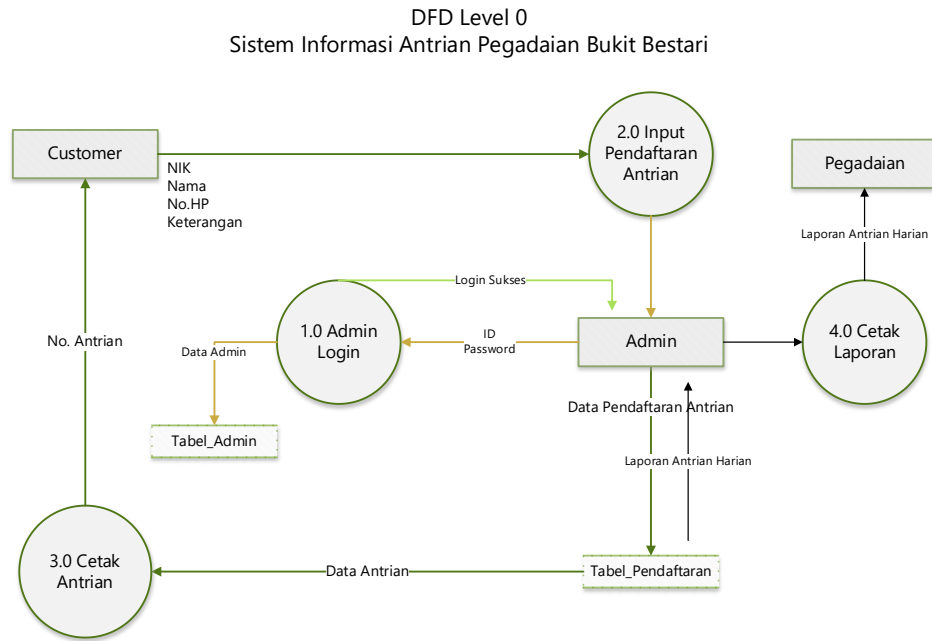 DFD Level 0
Sistem Informasi Antrian Pegadaian Bukit Bestari
Customer
NIK
Nama
No.HP
Keterangan
2.0 Input
Pendaftaran
Antrian
Pegadaian
Laporan Antrian Harian
Login Sukses
1.0 Admin
Login
ID
Password
Admin
4.0 Cetak
Laporan
No. Antrian
Data Admin
Tabel_Admin
Data Pendaftaran Antrian
Laporan Antrian Harian
3.0 Cetak
Antrian
Data Antrian
Tabel_Pendaftaran